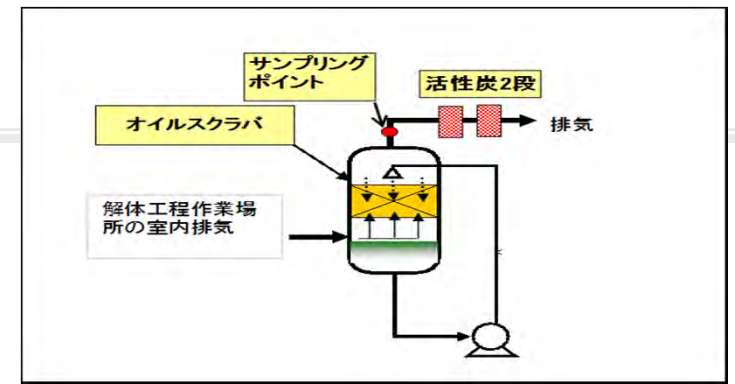 サンプリング
ポイント
活性炭2段
オイルスクラバ
排気
解体工程作業場
所の室内排気